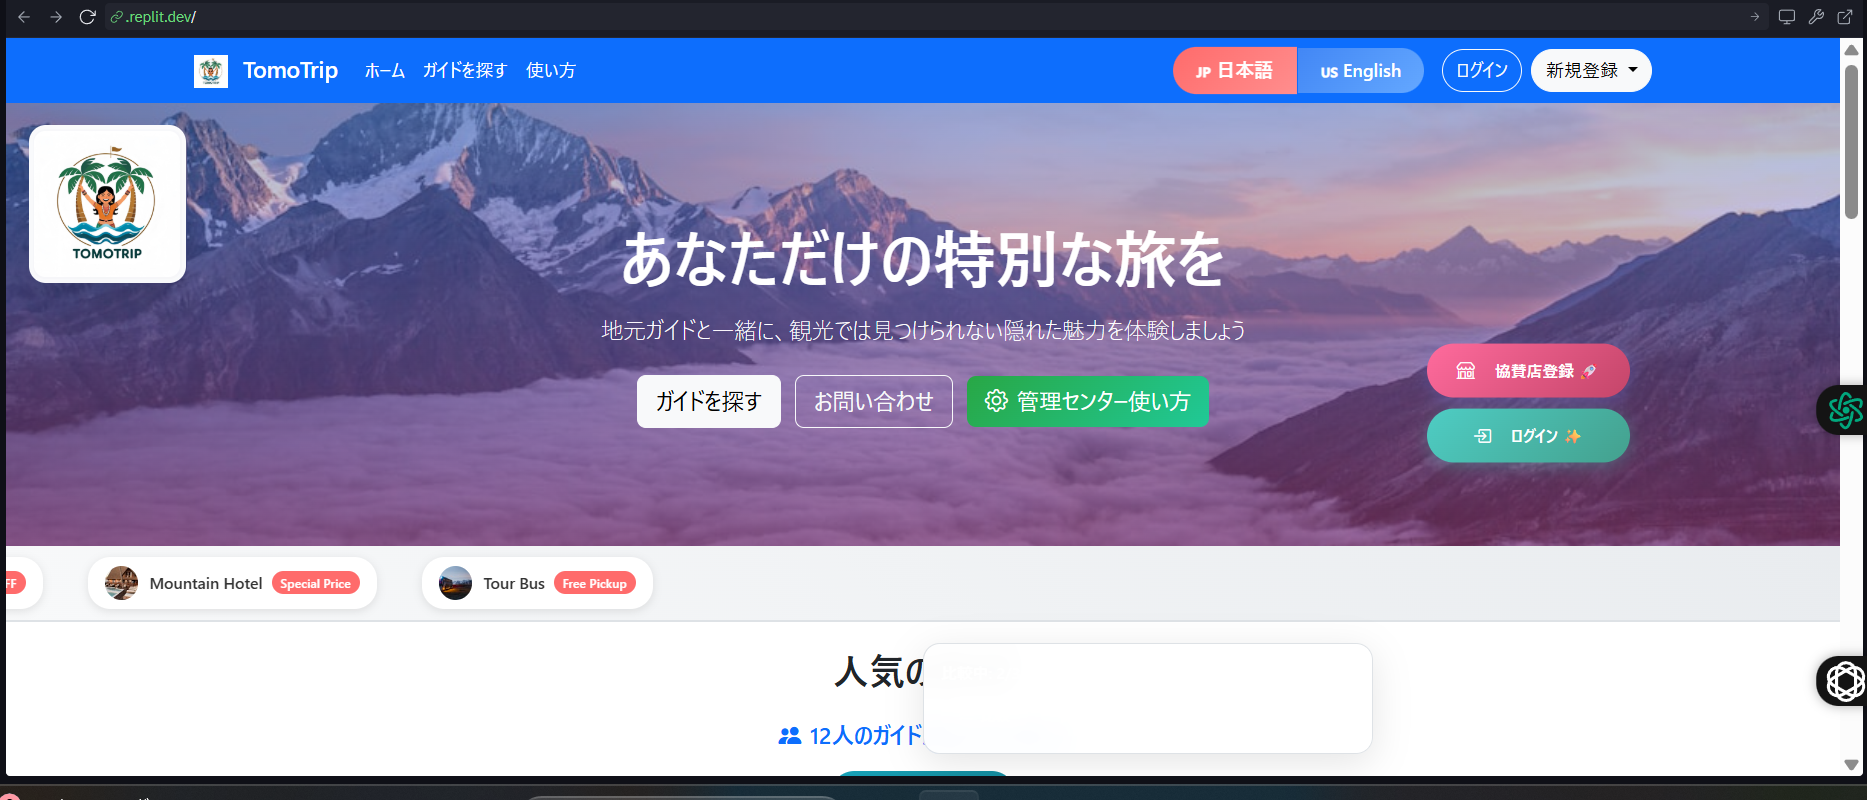 .replit.dev/
TomoTrip
ホーム
ガイドを探す
使い方
JP 日本語
US English
ログイン
新規登録
TOMOTRIP
あなただけの特別な旅を
地元ガイドと一緒に、観光では見つけられない隠れた魅力を体験しましょう
ガイドを探す
お問い合わせ
管理センター使い方
協賛店登録 🚀
ログイン ✨
FF
Mountain Hotel
Special Price
Tour Bus
Free Pickup
人気の
12人のガイド